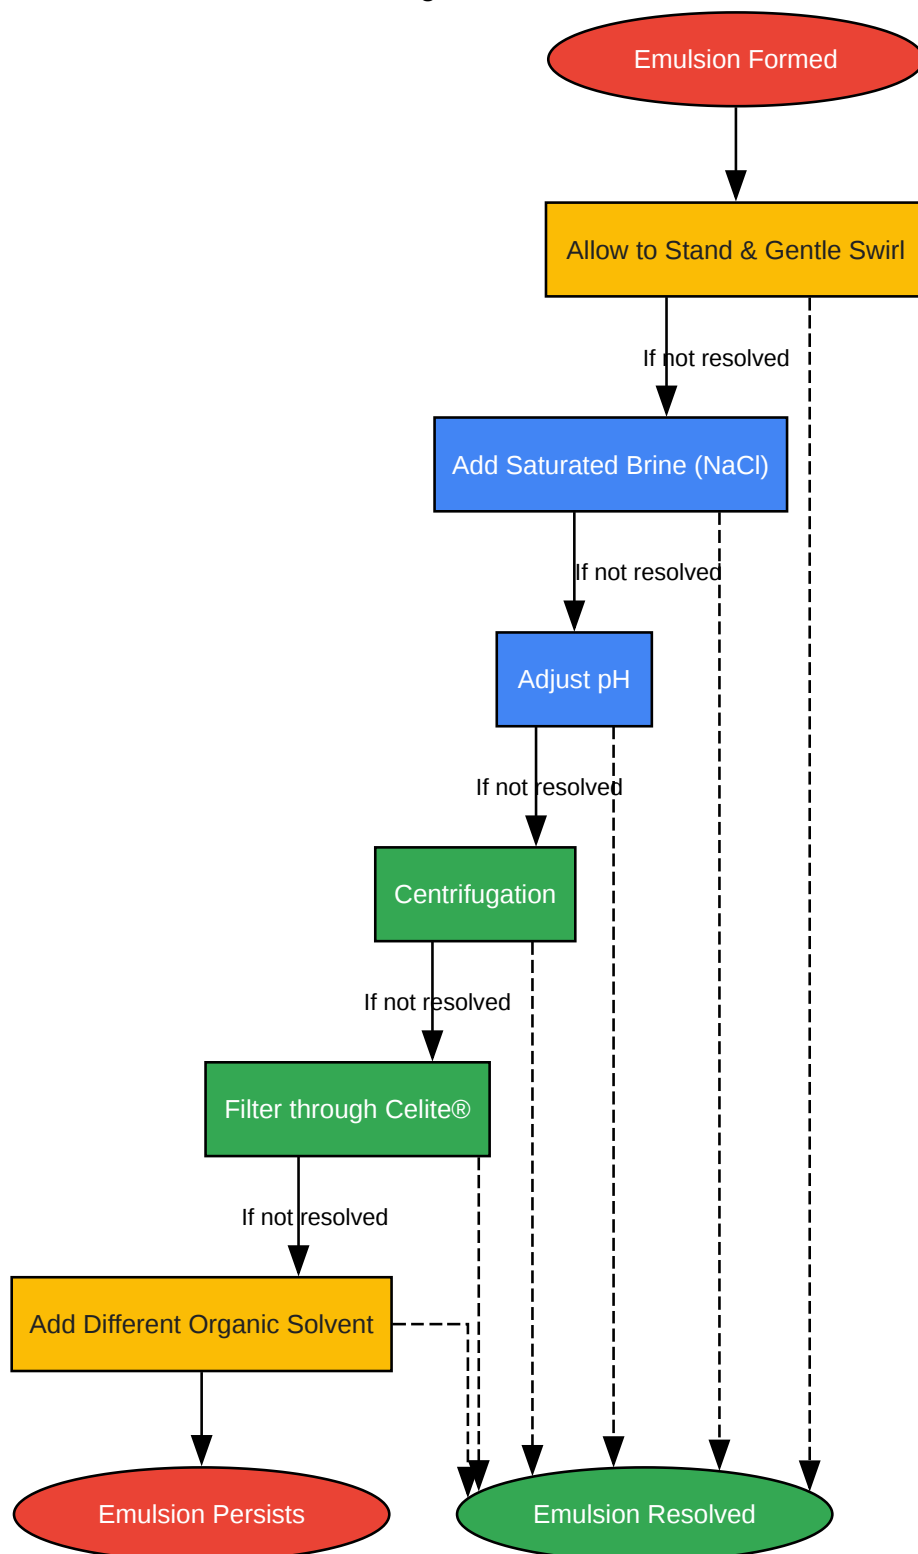 Emulsion Formed
Allow to Stand & Gentle Swirl
If not resolved
Add Saturated Brine (NaCl)
If not resolved
Adjust pH
If not resolved
Centrifugation
If not resolved
Filter through Celite®
If not resolved
Add Different Organic Solvent
Emulsion Persists
Emulsion Resolved